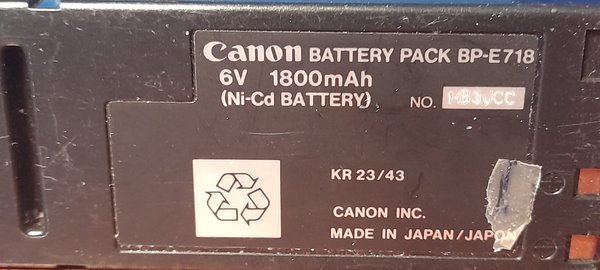 Canon BATTERY PACK BP-E718
6V 1800mAh
(Ni-Cd BATTERY) NO.
KR 23/43
CANON INC.
MADE IN JAPAN/JAPON